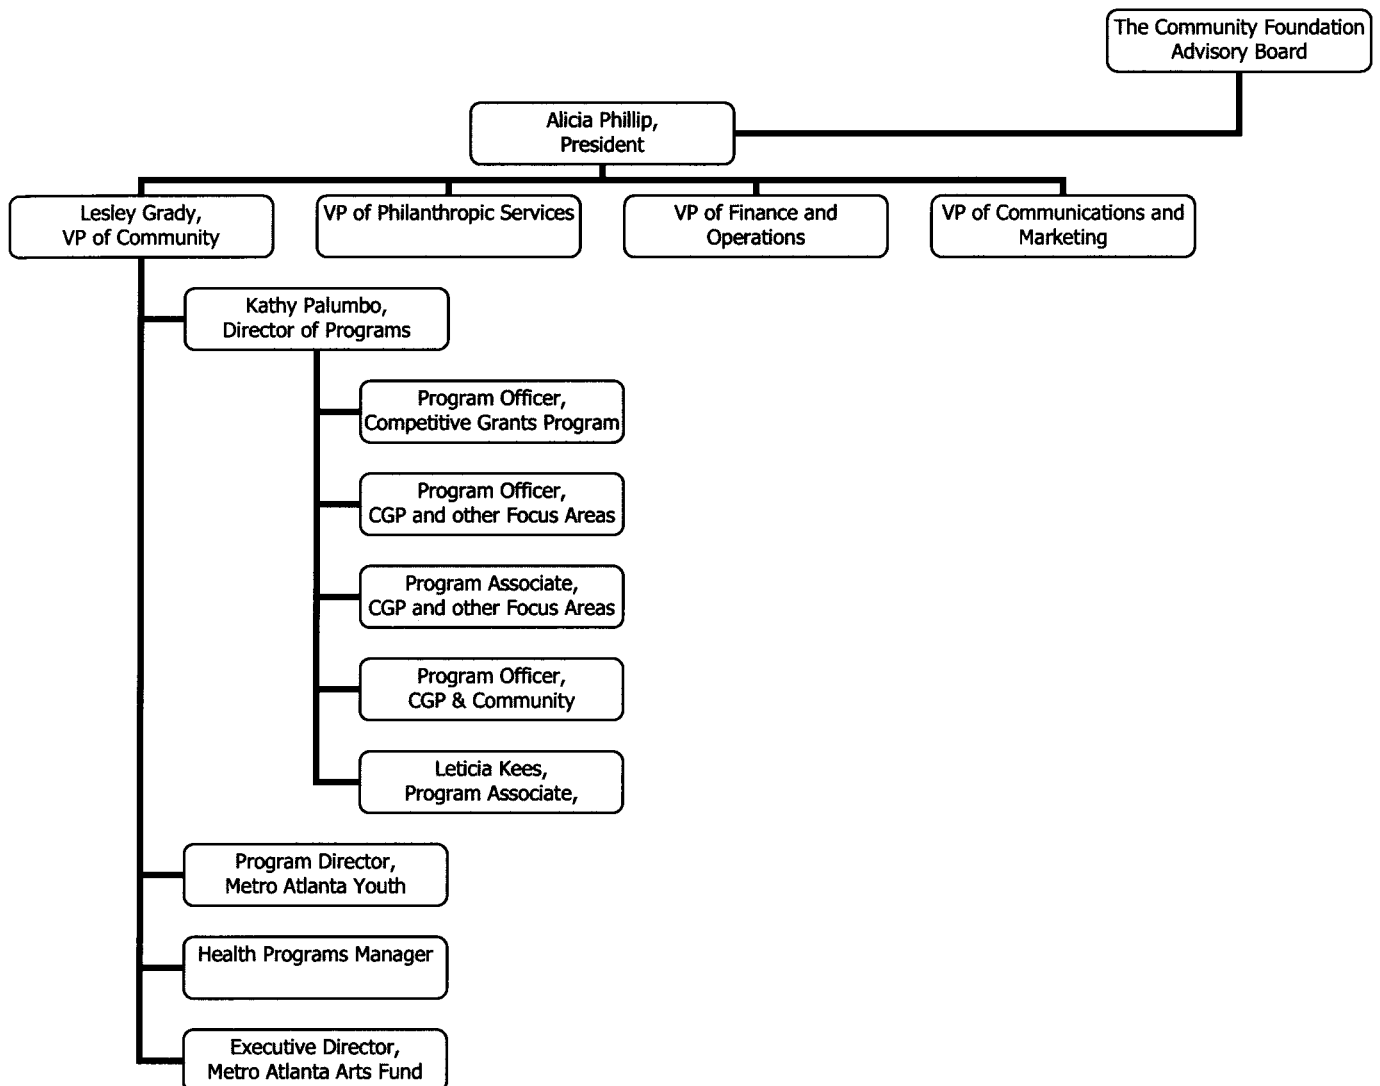 The Community Foundation
Advisory Board
Alicia Phillip,
President
Lesley Grady,
VP of Community
VP of Philanthropic Services
VP of Finance and
Operations
VP of Communications and
Marketing
Kathy Palumbo,
Director of Programs
Program Officer,
Competitive Grants Program
Program Officer,
CGP and other Focus Areas
Program Associate,
CGP and other Focus Areas
Program Officer,
CGP & Community
Leticia Kees,
Program Associate,
Program Director,
Metro Atlanta Youth
Health Programs Manager
Executive Director,
Metro Atlanta Arts Fund